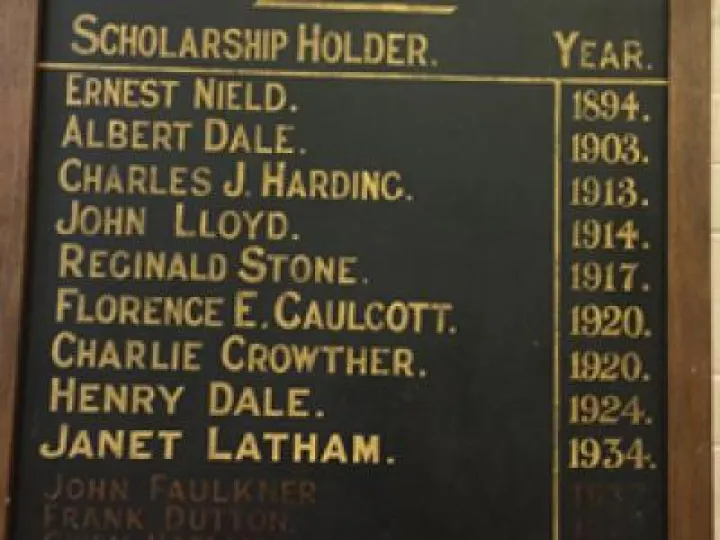 SCHOLARSHIP HOLDER. YEAR.
ERNEST NIELD. 1894.
ALBERT DALE. 1903.
CHARLES J. HARDING. 1913.
JOHN LLOYD. 1914.
REGINALD STONE. 1917.
FLORENCE E. CAULCOTT. 1920.
CHARLIE CROWTHER. 1920.
HENRY DALE. 1924.
JANET LATHAM. 1934.
JOHN FAULKNER
FRANK DUTTON.